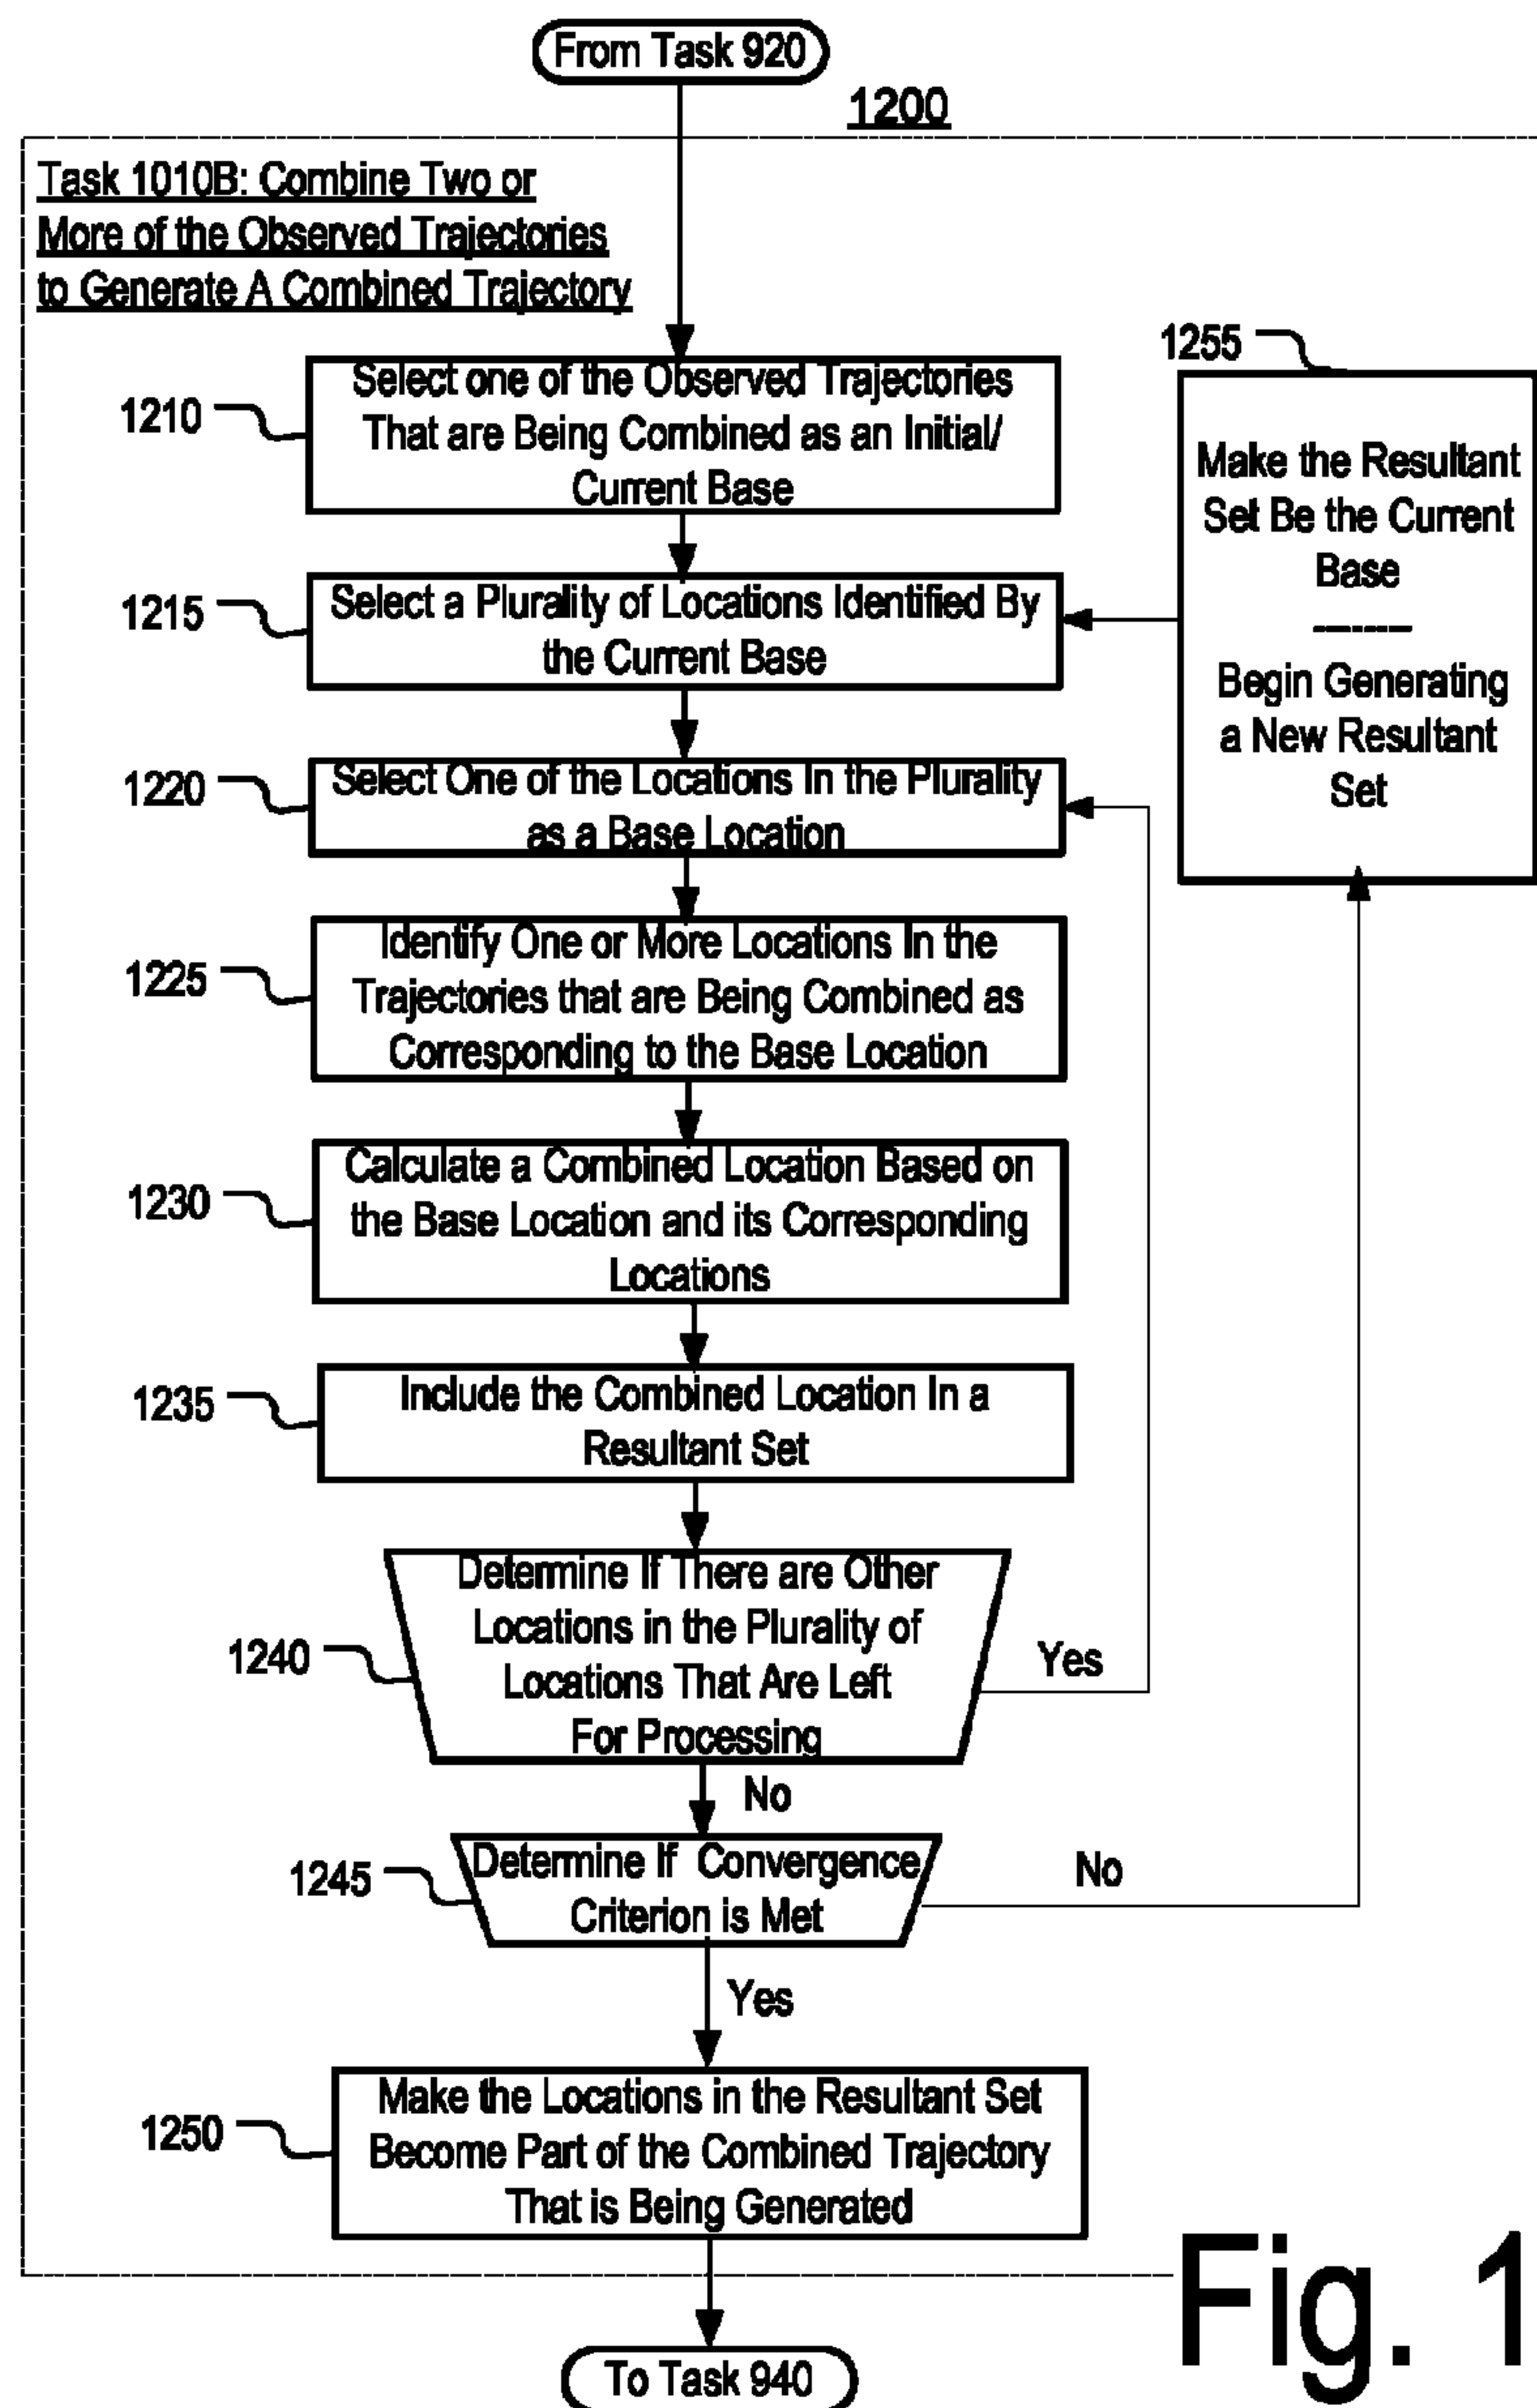 From Task 920
1200
Task 1010B: Combine Two or
More of the Observed Trajectories
to Generate A Combined Trajectory
1210
Select one of the Observed Trajectories
That are Being Combined as an Initial/
Current Base
1255
Make the Resultant
Set Be the Current
Base
--------
Begin Generating
a New Resultant
Set
1215
Select a Plurality of Locations Identified By
the Current Base
1220
Select One of the Locations In the Plurality
as a Base Location
1225
Identify One or More Locations In the
Trajectories that are Being Combined as
Corresponding to the Base Location
1230
Calculate a Combined Location Based on
the Base Location and its Corresponding
Locations
1235
Include the Combined Location In a
Resultant Set
1240
Determine If There are Other
Locations in the Plurality of
Locations That Are Left
For Processing
Yes
No
1245
Determine If Convergence
Criterion is Met
No
Yes
1250
Make the Locations in the Resultant Set
Become Part of the Combined Trajectory
That is Being Generated
Fig. 1
To Task 940